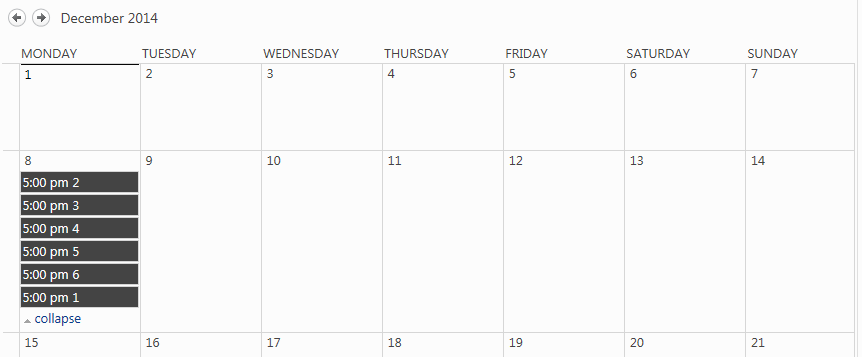 December 2014
MONDAY TUESDAY WEDNESDAY THURSDAY FRIDAY SATURDAY SUNDAY
1 2 3 4 5 6 7
8 9 10 11 12 13 14
5:00 pm 2
5:00 pm 3
5:00 pm 4
5:00 pm 5
5:00 pm 6
5:00 pm 1
collapse
15 16 17 18 19 20 21